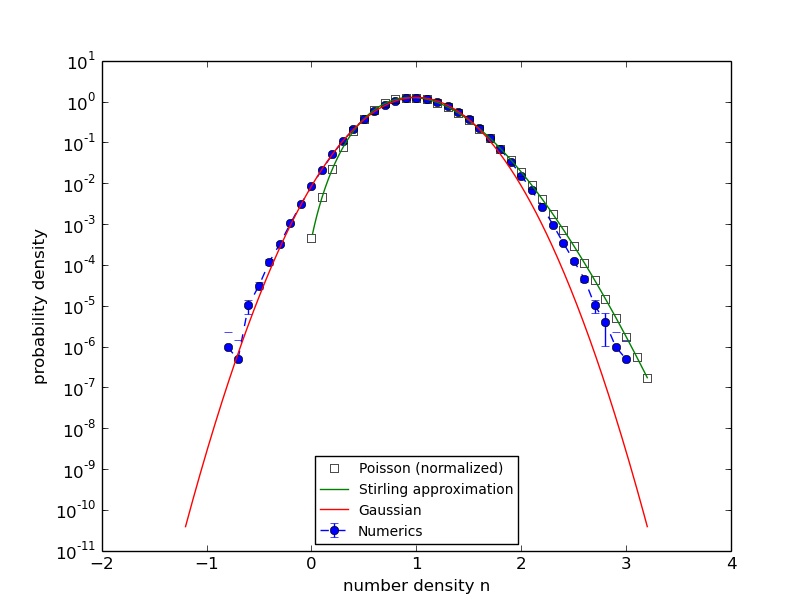 10^1
10^0
10^-1
10^-2
10^-3
10^-4
10^-5
10^-6
10^-7
10^-8
10^-9
10^-10
10^-11
probability density
Poisson (normalized)
Stirling approximation
Gaussian
Numerics
−2 −1 0 1 2 3 4
number density n